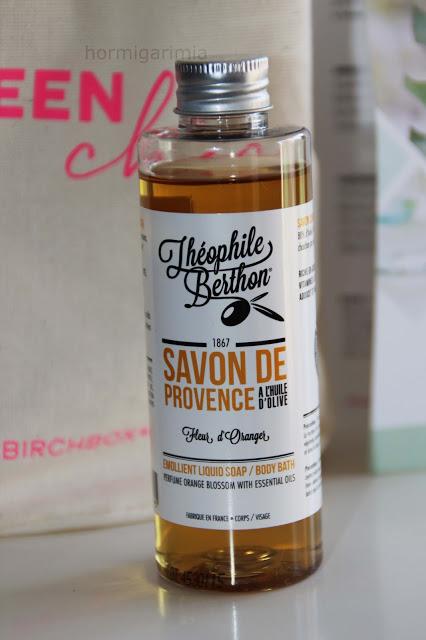 hormigarimia
EEN
BIRCHBOX
Théophile
Berthon®
1867
SAVON DE
PROVENCE À L'HUILE
D'OLIVE
Fleur d'Oranger
EMOLLIENT LIQUID SOAP / BODY BATH
PERFUME ORANGE BLOSSOM WITH ESSENTIAL OILS
FABRIQUÉ EN FRANCE • CORPS / VISAGE
SAVON